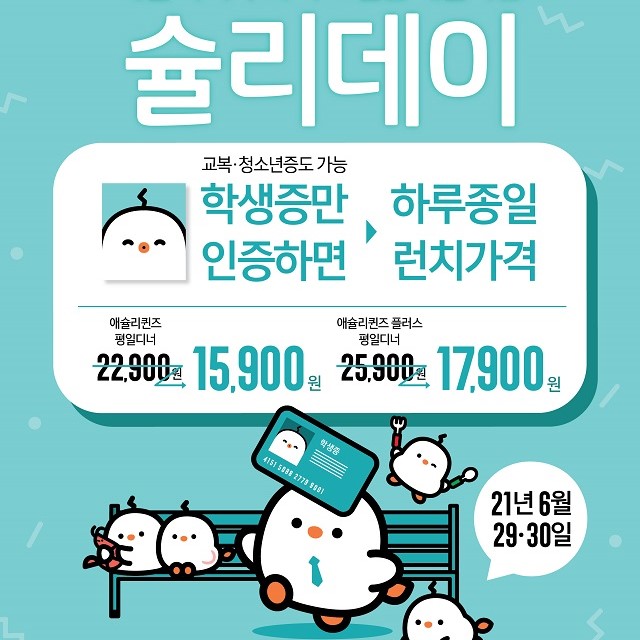 슐리데이
교복·청소년증도 가능
학생증만
인증하면
하루종일
런치가격
애슐리퀸즈
평일디너
22,900원
15,900원
애슐리퀸즈 플러스
평일디너
25,900원
17,900원
학생증
21년 6월
29·30일